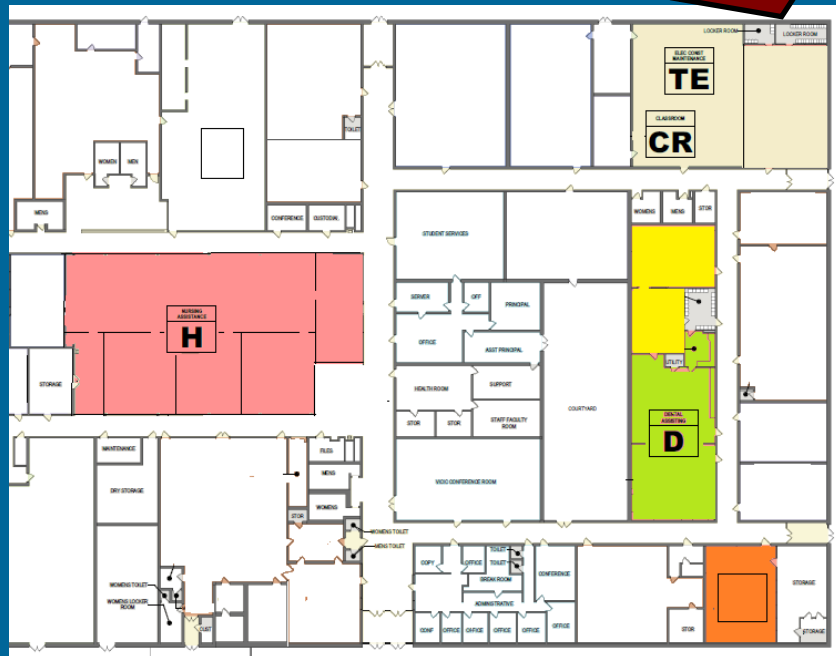 LOCKER ROOM
LOCKER ROOM
ELEC CONST
MAINTENANCE
TE
CLASSROOM
CR
TOILET
WOMEN
MEN
MENS
CONFERENCE
CUSTODIAL
WOMENS
MENS
STOR
STUDENT SERVICES
SERVER
OFF
PRINCIPAL
OFFICE
ASST PRINCIPAL
NURSING
ASSISTANCE
H
STORAGE
HEALTH ROOM
SUPPORT
STOR
STOR
STAFF FACULTY
ROOM
COURTYARD
UTILITY
DENTAL
ASSISTING
D
MAINTENANCE
FILES
MENS
DRY STORAGE
WOMENS
STOR
CONFERENCE ROOM
WOMENS TOILET
MENS TOILET
COPY
OFFICE
TOILET
TOILET
BREAK ROOM
CONFERENCE
ADMINISTRATIVE
CONF
OFFICE
OFFICE
OFFICE
OFFICE
OFFICE
STOR
STORAGE
STORAGE
WOMENS TOILET
WOMENS LOCKER
ROOM
CUST